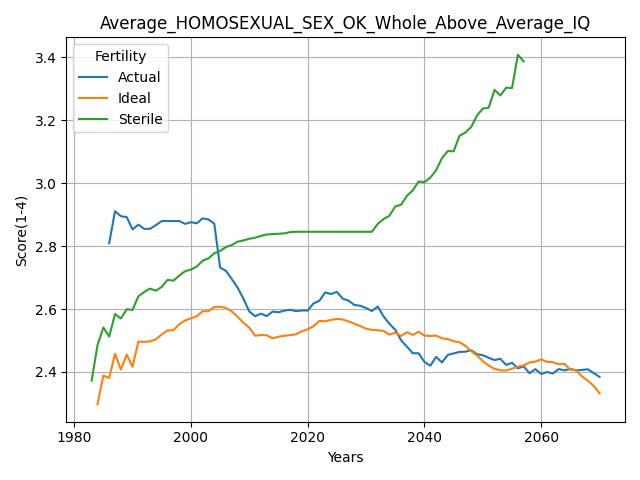 Average_HOMOSEXUAL_SEX_OK_Whole_Above_Average_IQ
Fertility
Actual
Ideal
Sterile
Score(1-4)
3.4
3.2
3.0
2.8
2.6
2.4
1980
2000
2020
2040
2060
Years